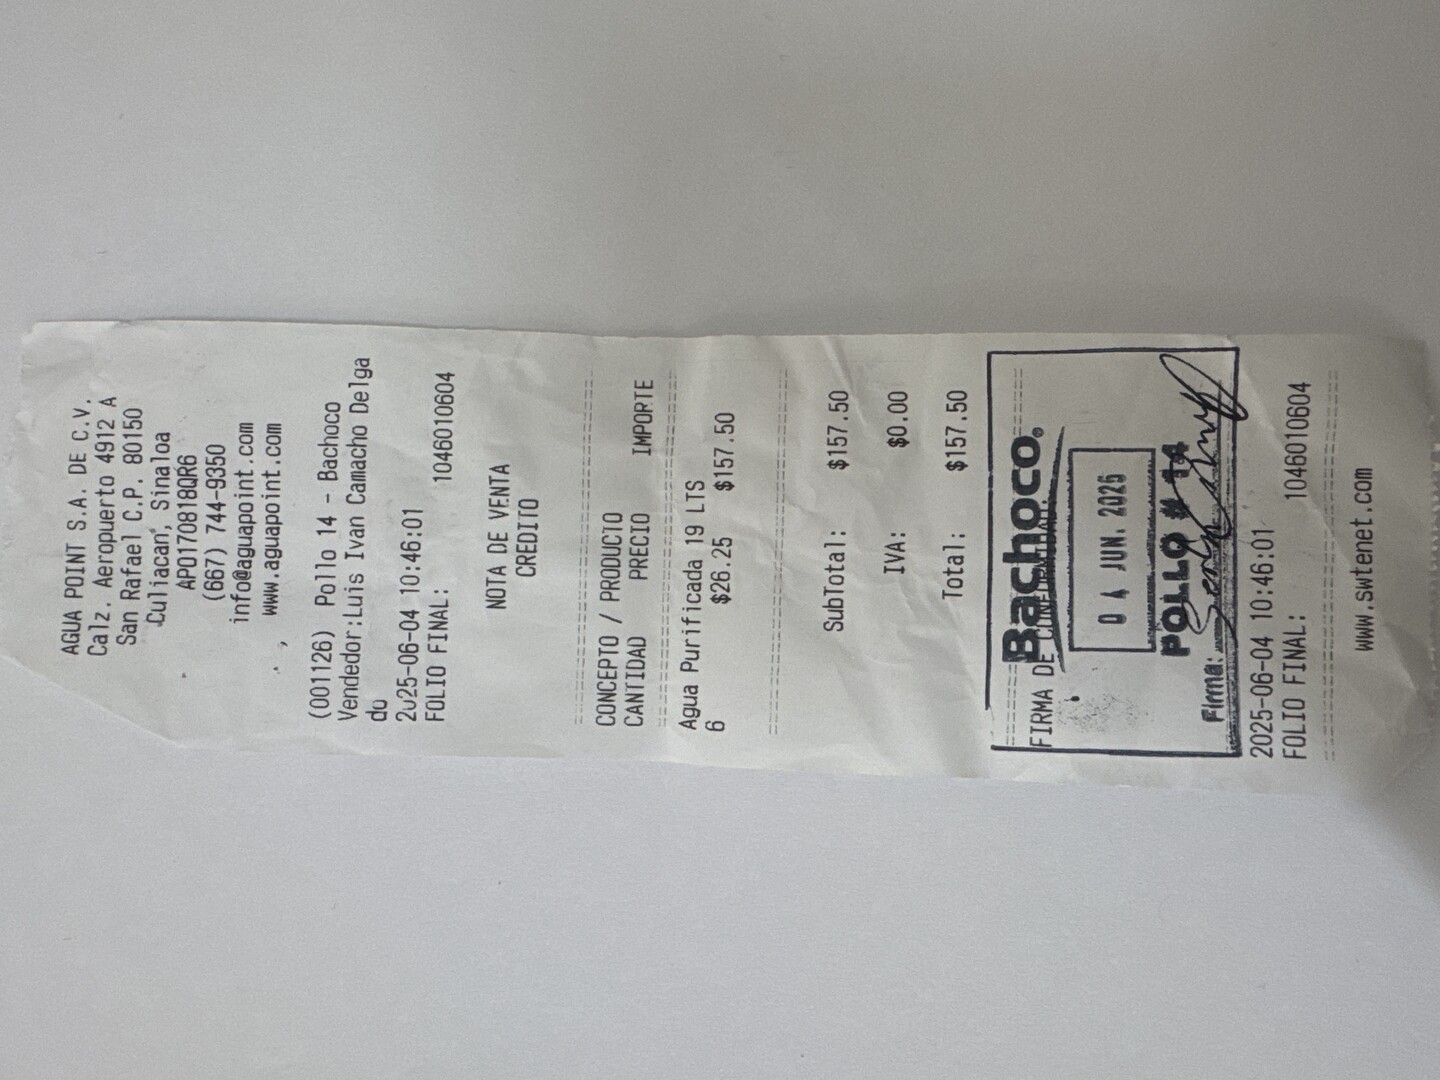 AGUA POINT S.A. DE C.V.
Calz. Aeropuerto 4912 A
San Rafael C.P. 80150
Culiacan, Sinaloa
APO170818QR6
(667) 744-9350
info@aguapoint.com
www.aguapoint.com
(001126) Pollo 14 - Bachoco
Vendedor:Luis Ivan Camacho Delga
do
2025-06-04 10:46:01
FOLIO FINAL: 1046010604
NOTA DE VENTA
CREDITO
CONCEPTO / PRODUCTO
CANTIDAD PRECIO IMPORTE
Agua Purificada 19 LTS
6 $26.25 $157.50
SubTotal: $157.50
IVA: $0.00
Total: $157.50
Bachoco®
FIRMA DE
04 JUN. 2025
POLLO # 14
Firma:
2025-06-04 10:46:01
FOLIO FINAL: 1046010604
www.swtenet.com